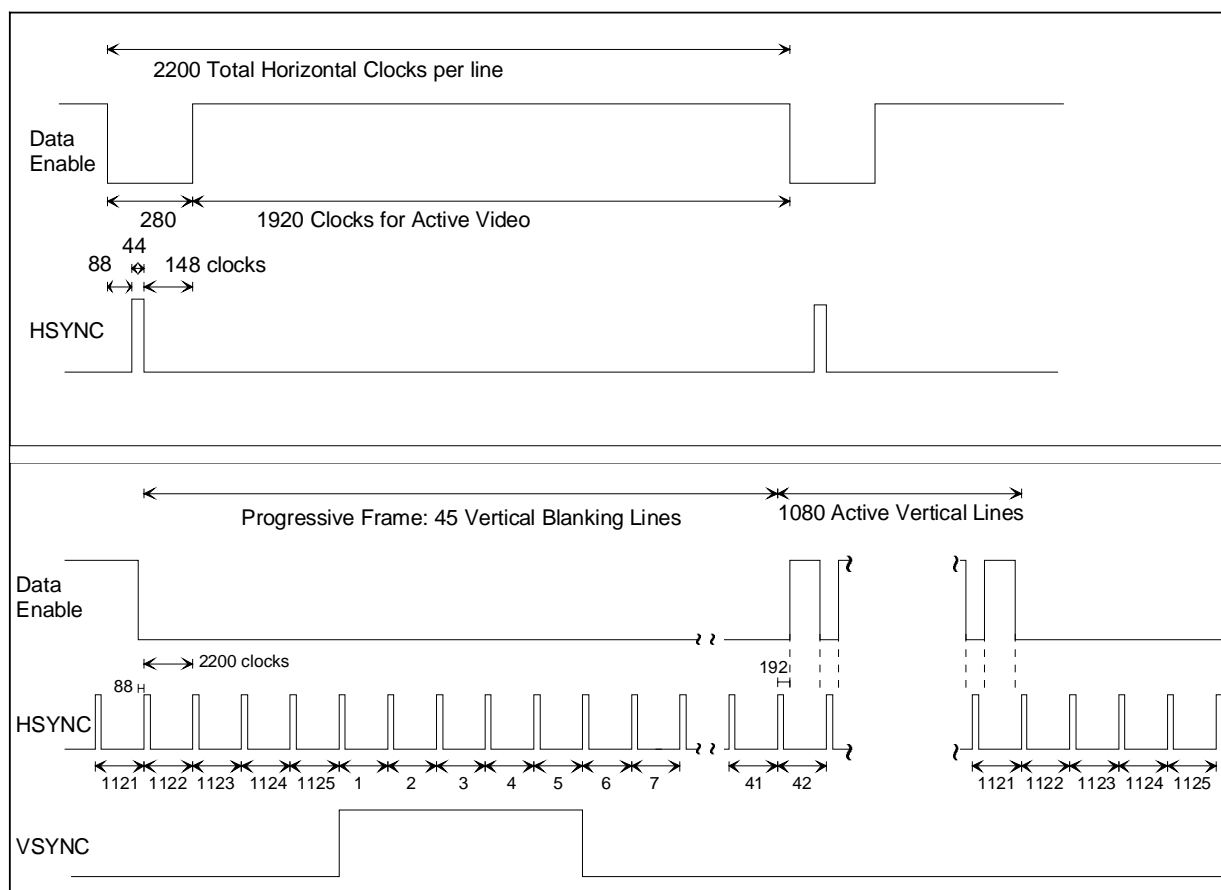 2200 Total Horizontal Clocks per line
Data
Enable
280
1920 Clocks for Active Video
44
88
148 clocks
HSYNC
Progressive Frame: 45 Vertical Blanking Lines
1080 Active Vertical Lines
Data
Enable
2200 clocks
88
192
HSYNC
1121 1122 1123 1124 1125 1 2 3 4 5 6 7 41 42 1121 1122 1123 1124 1125
VSYNC